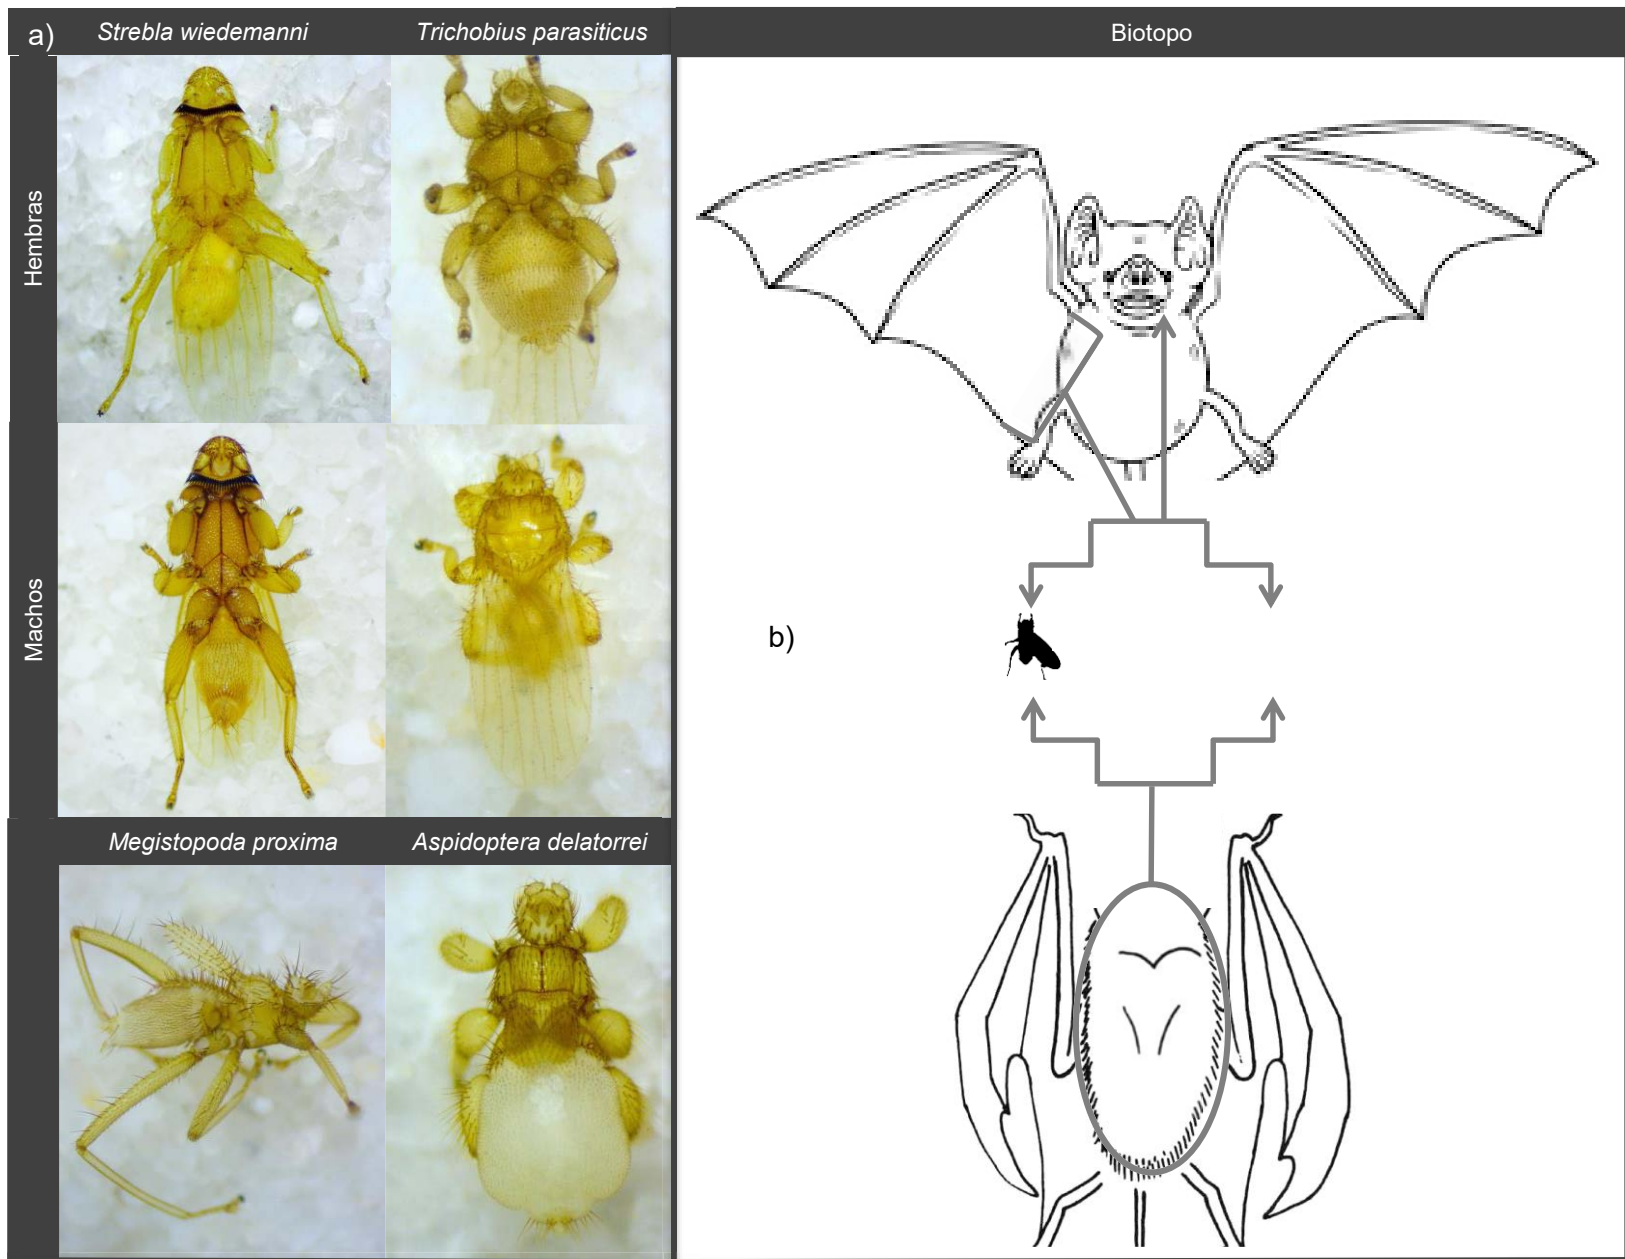 a)
Strebla wiedemanni
Trichobius parasiticus
Biotopo
Hembras
Machos
b)
Megistopoda proxima
Aspidoptera delatorrei